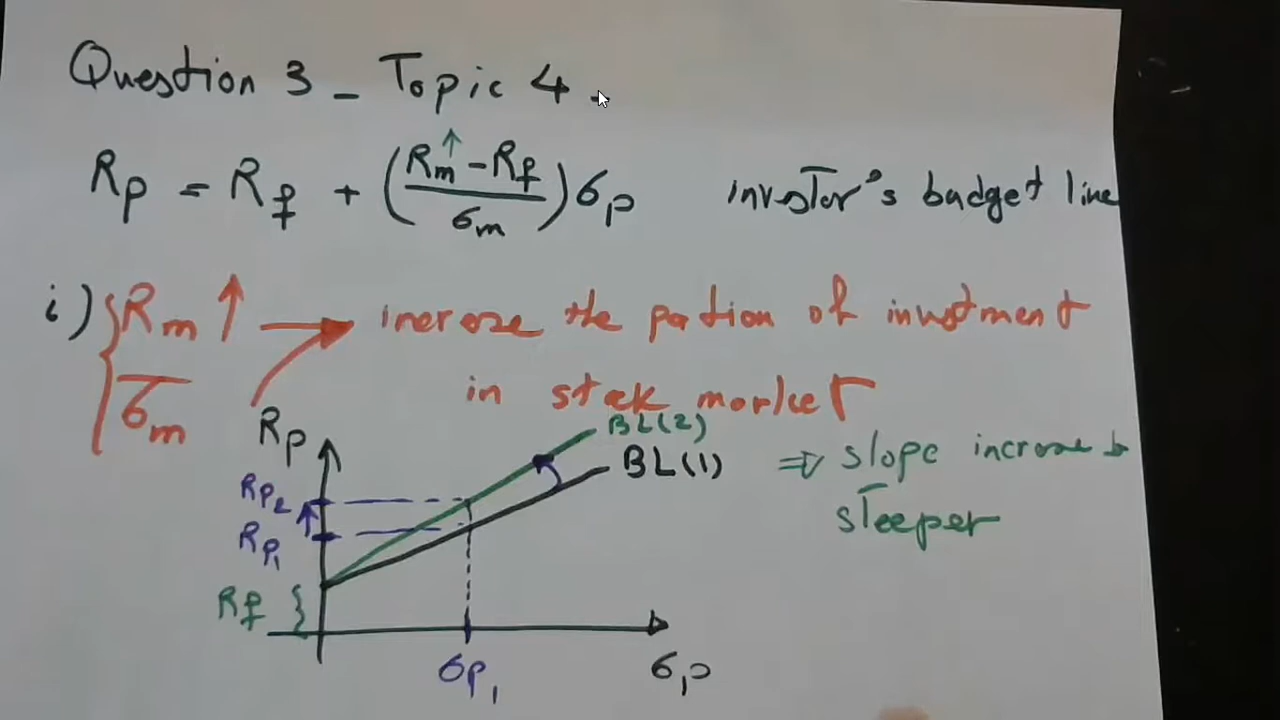 Question 3 - Topic 4.
Rp = Rf + (Rm↑ - Rf / σm) σp investor's budget line
i) { Rm ↑ → increase the portion of investment
σ̄m in stock market
Rp BL(2)
BL(1) ⇒ slope increase &
Rp2 steeper
Rp1
Rf
σp1 σp